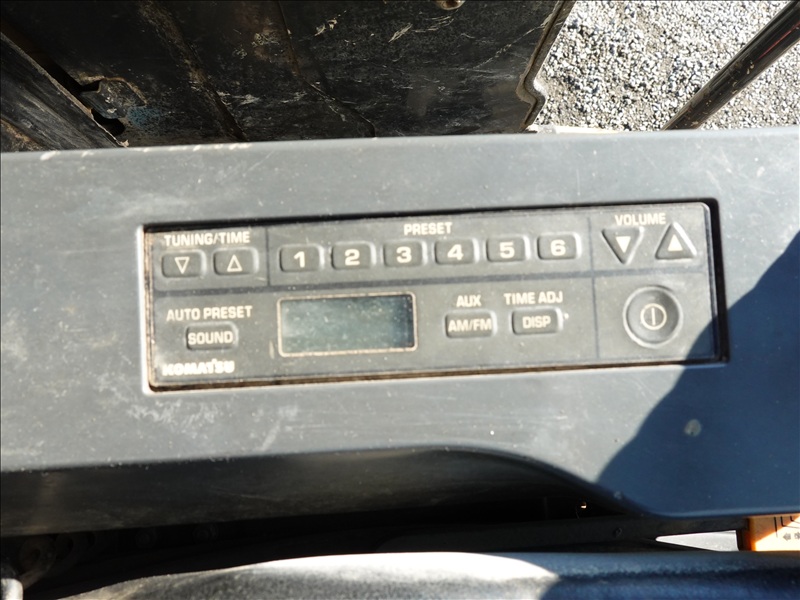 TUNING/TIME
PRESET
VOLUME
1 2 3 4 5 6
AUTO PRESET
SOUND
AUX
TIME ADJ
AM/FM
DISP
KOMATSU